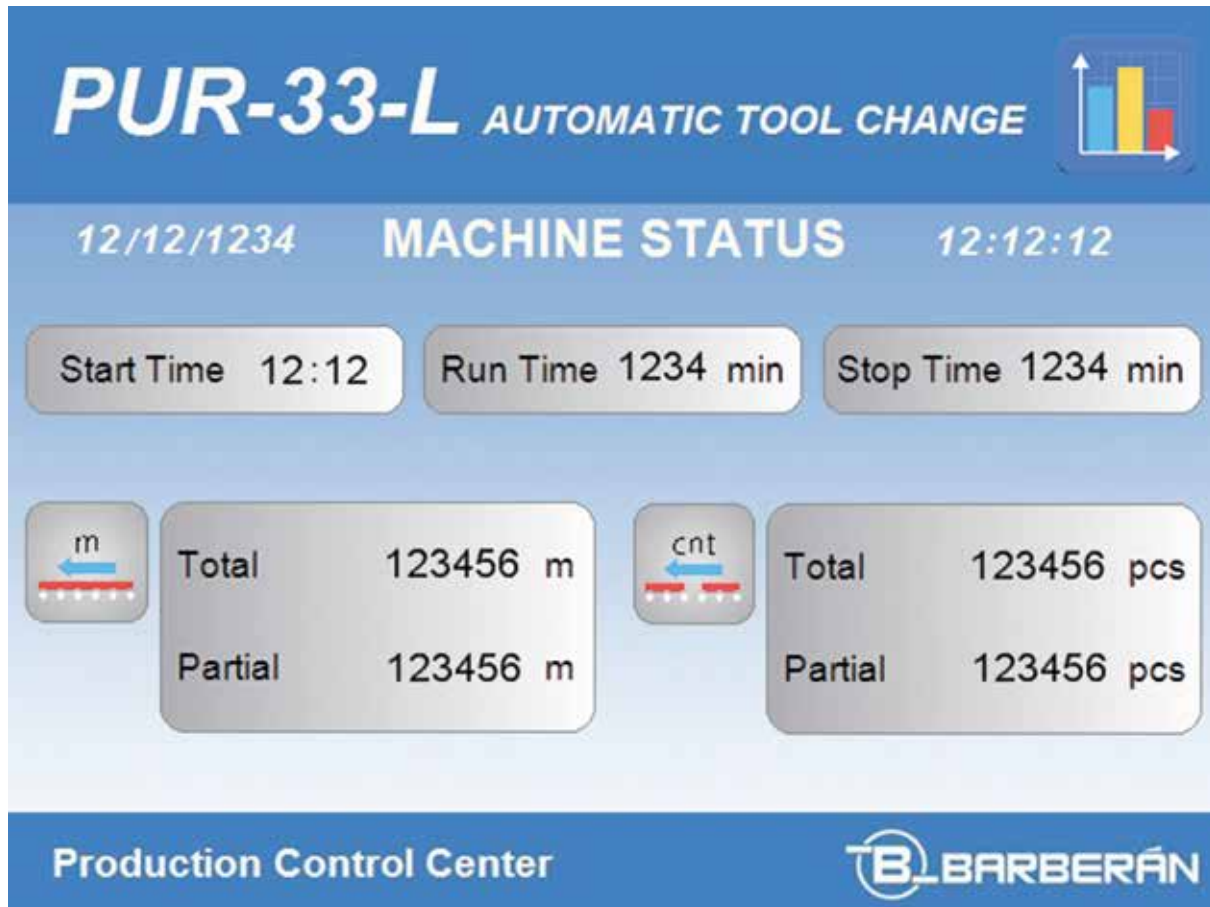 PUR-33-L AUTOMATIC TOOL CHANGE
12/12/1234 MACHINE STATUS 12:12:12
Start Time 12:12 Run Time 1234 min Stop Time 1234 min
m cnt
Total 123456 m Total 123456 pcs
Partial 123456 m Partial 123456 pcs
Production Control Center B BARBERÁN